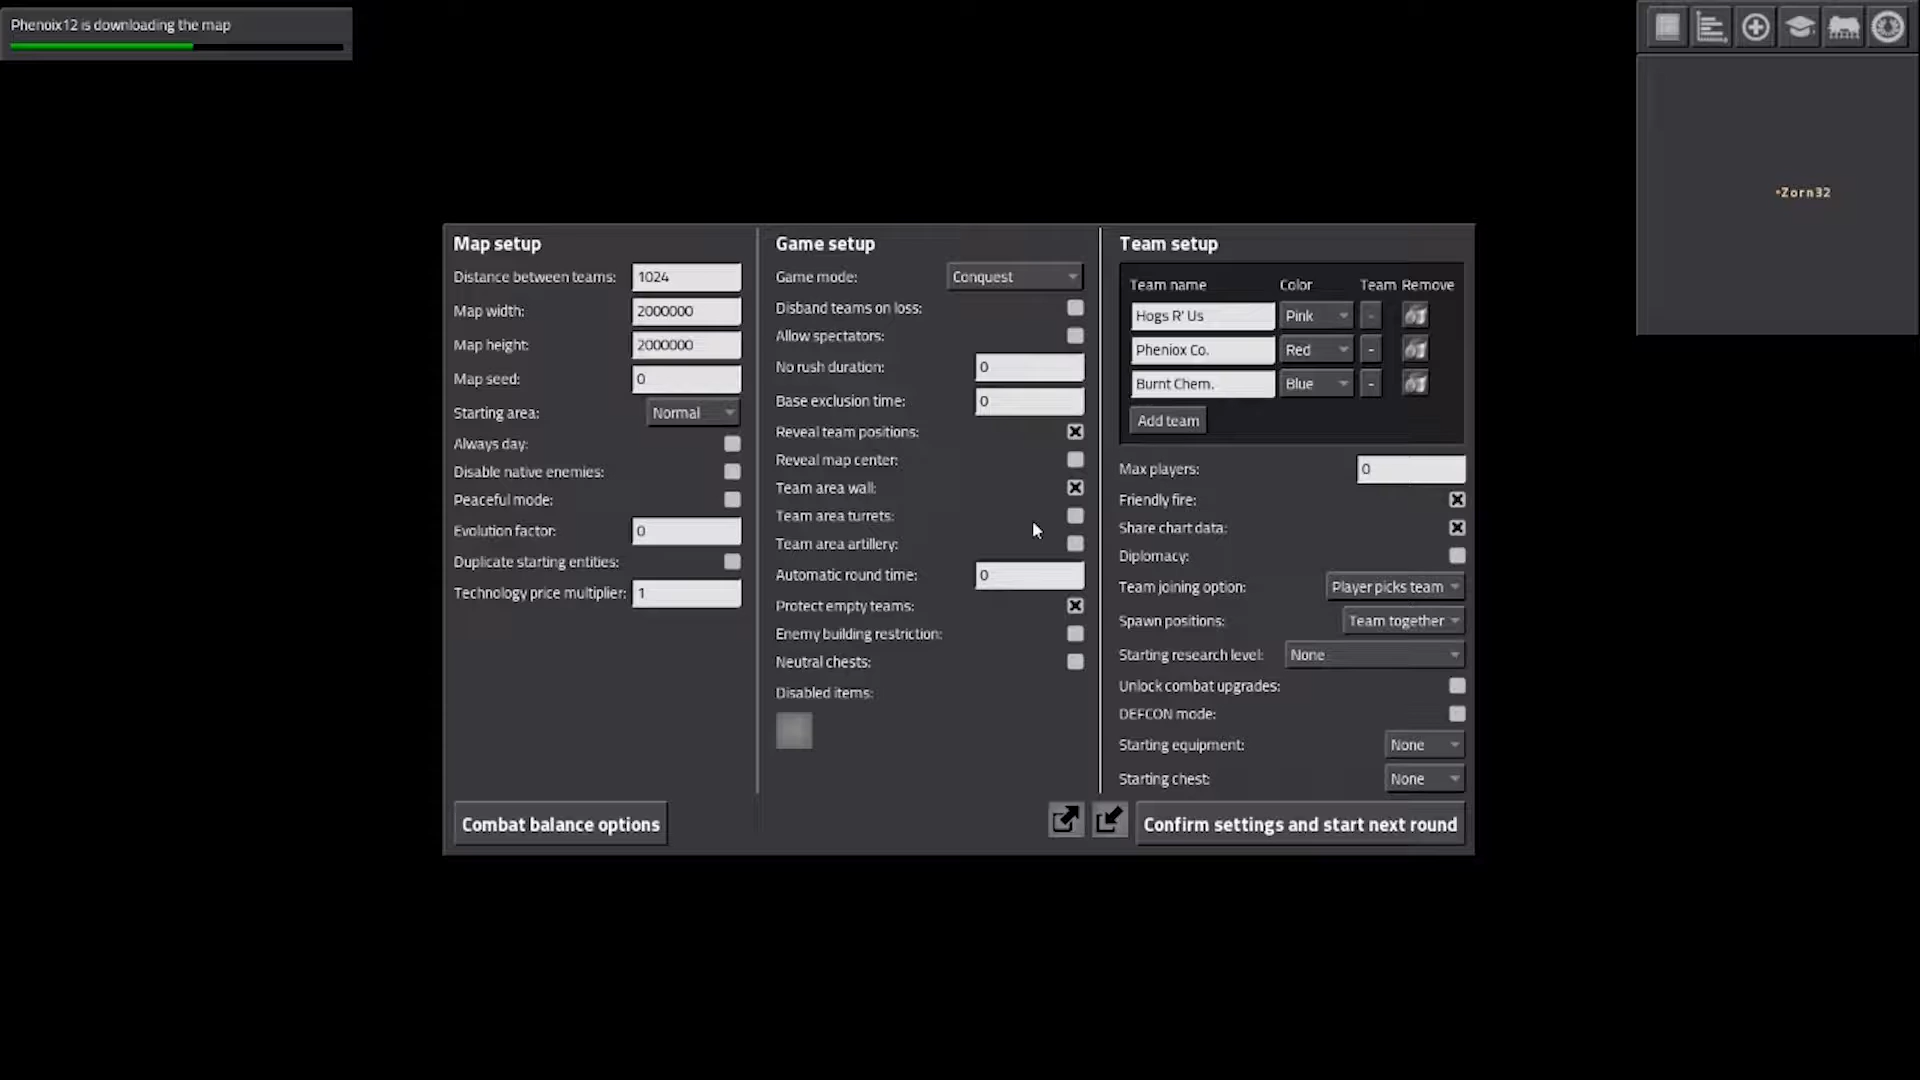 Phenoix12 is downloading the map
•Zorn32
Map setup
Distance between teams: 1024
Map width: 2000000
Map height: 2000000
Map seed: 0
Starting area: Normal
Always day:
Disable native enemies:
Peaceful mode:
Evolution factor: 0
Duplicate starting entities:
Technology price multiplier: 1
Combat balance options
Game setup
Game mode: Conquest
Disband teams on loss:
Allow spectators:
No rush duration: 0
Base exclusion time: 0
Reveal team positions:
Reveal map center:
Team area wall:
Team area turrets:
Team area artillery:
Automatic round time: 0
Protect empty teams:
Enemy building restriction:
Neutral chests:
Disabled items:
Team setup
Team name Color Team Remove
Hogs R' Us Pink -
Pheniox Co. Red -
Burnt Chem. Blue -
Add team
Max players: 0
Friendly fire:
Share chart data:
Diplomacy:
Team joining option: Player picks team
Spawn positions: Team together
Starting research level: None
Unlock combat upgrades:
DEFCON mode:
Starting equipment: None
Starting chest: None
Confirm settings and start next round